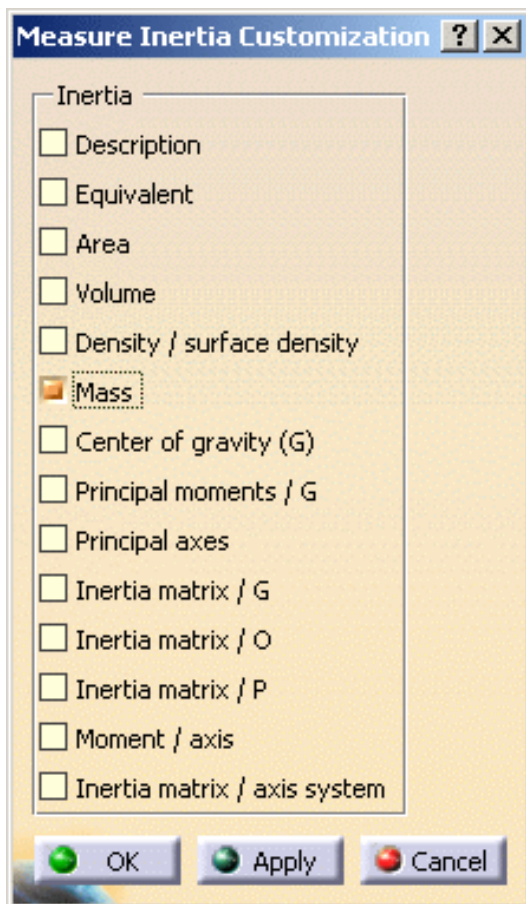 Measure Inertia Customization ? X
Inertia
Description
Equivalent
Area
Volume
Density / surface density
Mass
Center of gravity (G)
Principal moments / G
Principal axes
Inertia matrix / G
Inertia matrix / O
Inertia matrix / P
Moment / axis
Inertia matrix / axis system
OK Apply Cancel